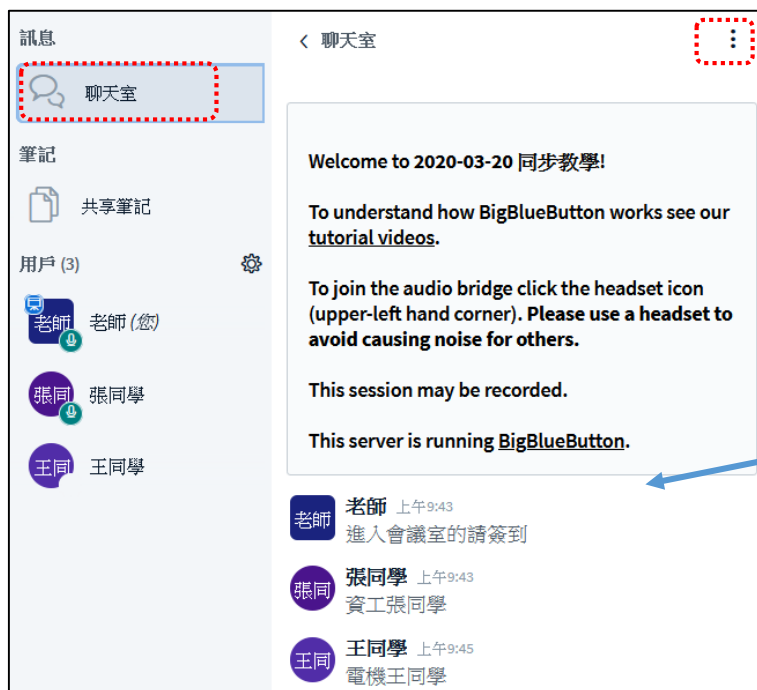 訊息
聊天室
筆記
共享筆記
用戶 (3)
老師
老師 (您)
張同
張同學
王同
王同學
聊天室
Welcome to 2020-03-20 同步教學!
To understand how BigBlueButton works see our
tutorial videos.
To join the audio bridge click the headset icon
(upper-left hand corner). Please use a headset to
avoid causing noise for others.
This session may be recorded.
This server is running BigBlueButton.
老師
老師 上午9:43
進入會議室的請簽到
張同
張同學 上午9:43
資工張同學
王同
王同學 上午9:45
電機王同學